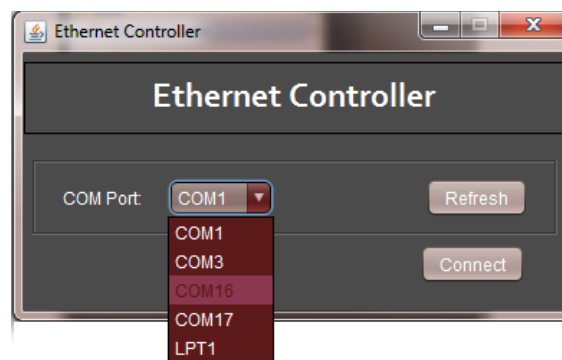 Ethernet Controller
Ethernet Controller
COM Port: COM1 Refresh
COM1
COM3
COM16 Connect
COM17
LPT1